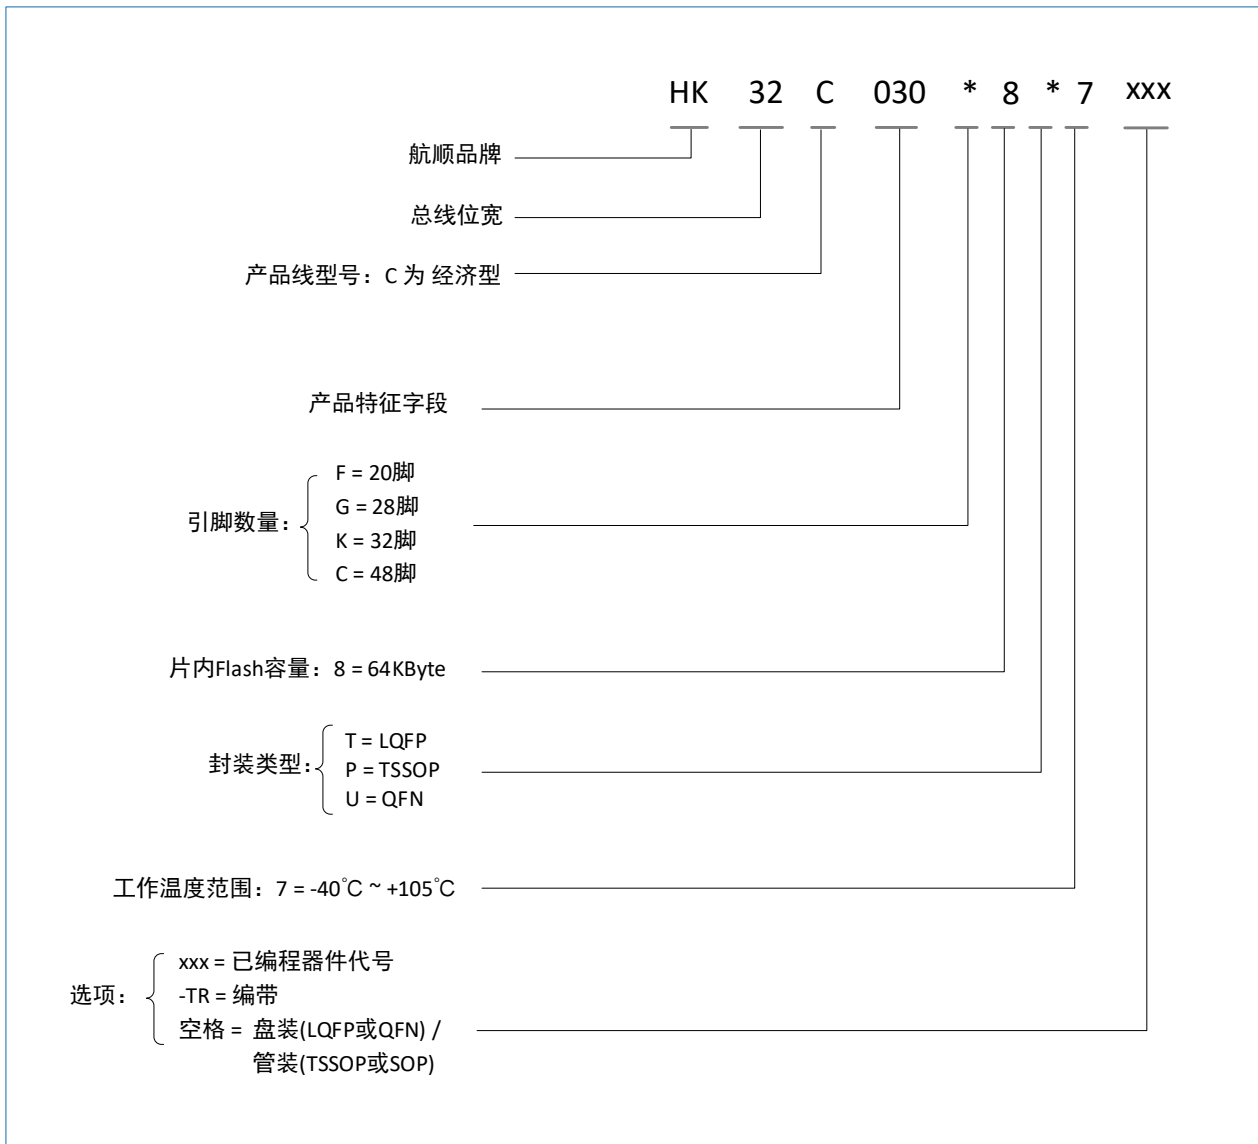 HK 32 C 030 * 8 * 7 xxx
航顺品牌
总线位宽
产品线型号：C 为 经济型
产品特征字段
引脚数量：
F = 20脚
G = 28脚
K = 32脚
C = 48脚
片内Flash容量：8 = 64KByte
封装类型：
T = LQFP
P = TSSOP
U = QFN
工作温度范围：7 = -40℃ ~ +105℃
选项：
xxx = 已编程器件代号
-TR = 编带
空格 = 盘装(LQFP或QFN) /
管装(TSSOP或SOP)